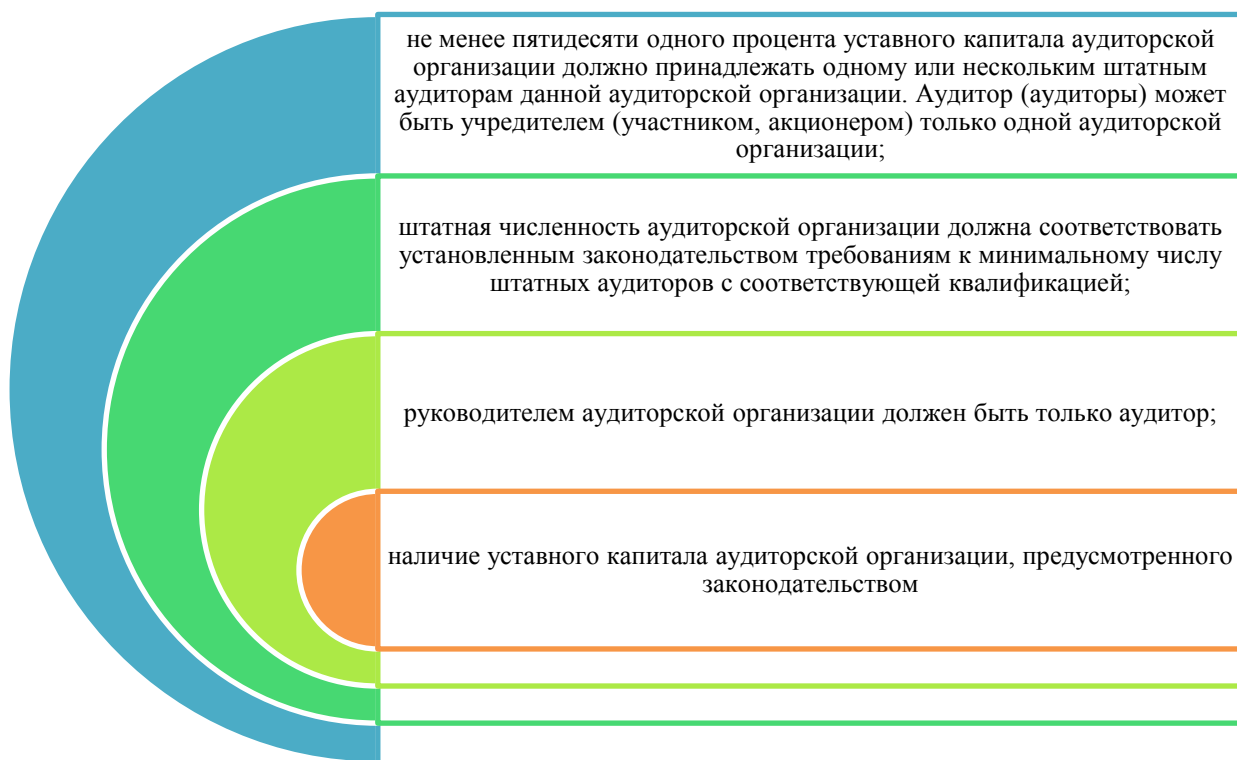 не менее пятидесяти одного процента уставного капитала аудиторской
организации должно принадлежать одному или нескольким штатным
аудиторам данной аудиторской организации. Аудитор (аудиторы) может
быть учредителем (участником, акционером) только одной аудиторской
организации;
штатная численность аудиторской организации должна соответствовать
установленным законодательством требованиям к минимальному числу
штатных аудиторов с соответствующей квалификацией;
руководителем аудиторской организации должен быть только аудитор;
наличие уставного капитала аудиторской организации, предусмотренного
законодательством